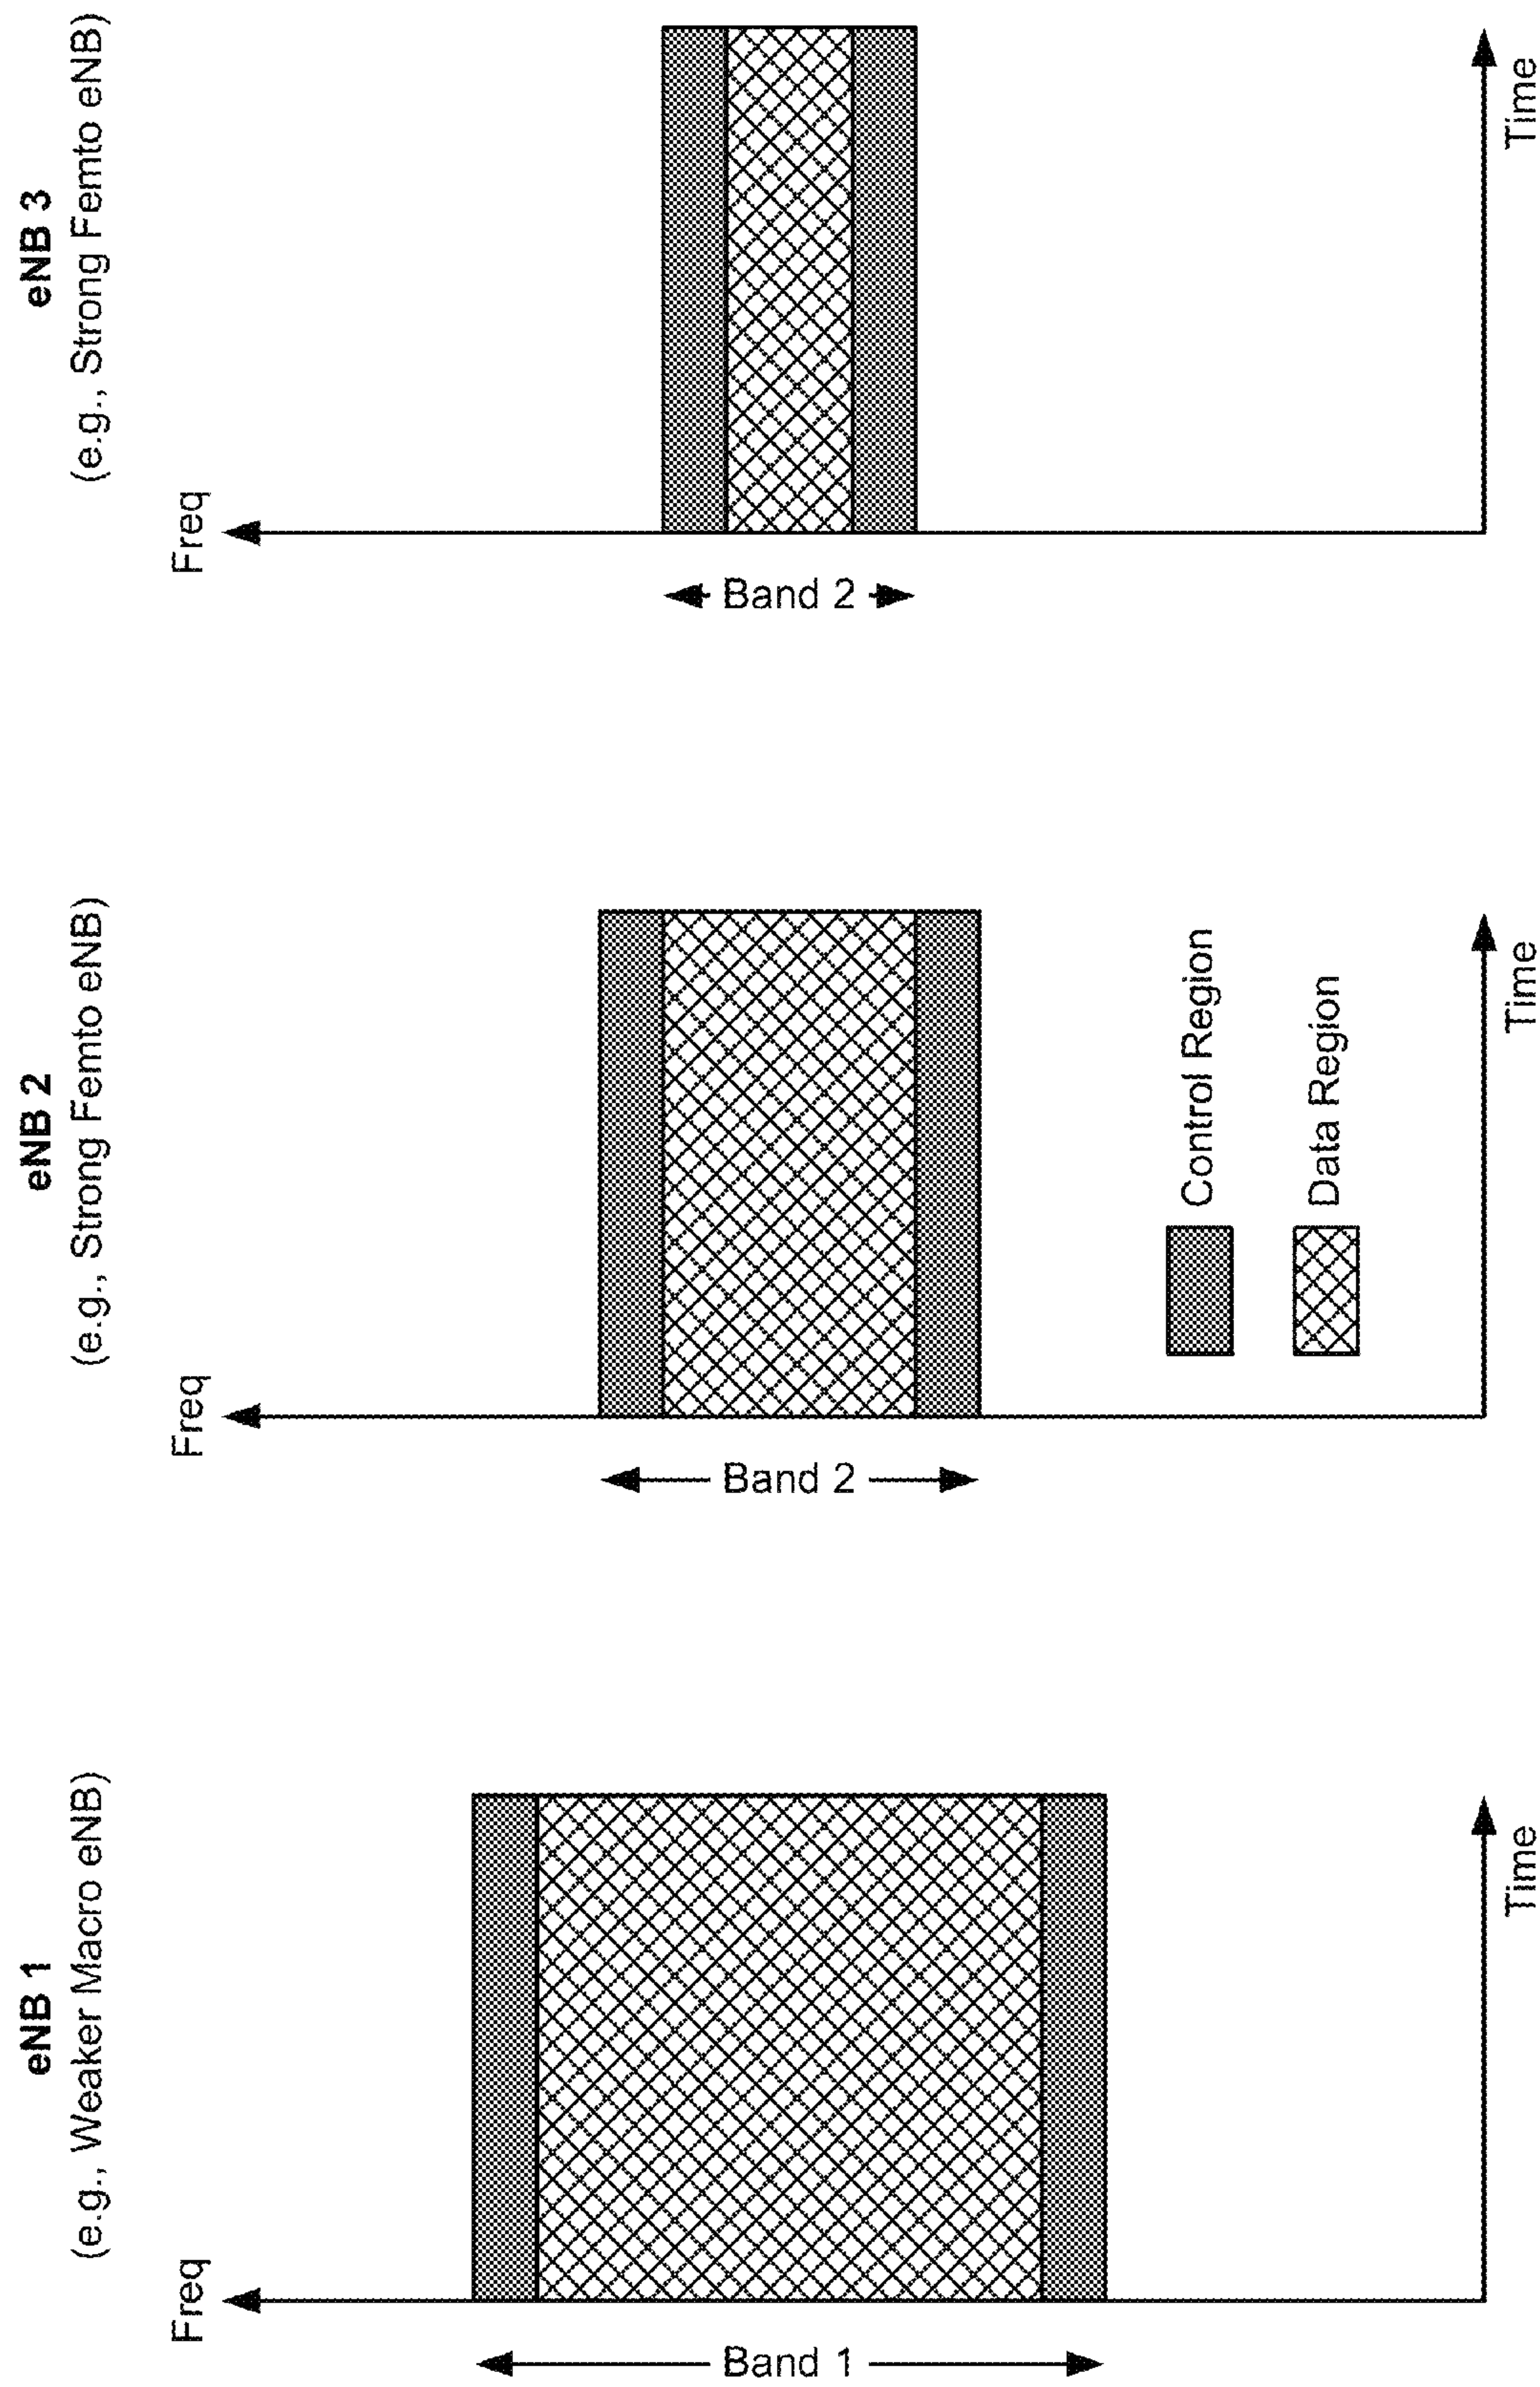 eNB 1
(e.g., Weaker Macro eNB)
Freq
Band 1
Time
eNB 2
(e.g., Strong Femto eNB)
Freq
Band 2
Control Region
Data Region
Time
eNB 3
(e.g., Strong Femto eNB)
Freq
Band 2
Time